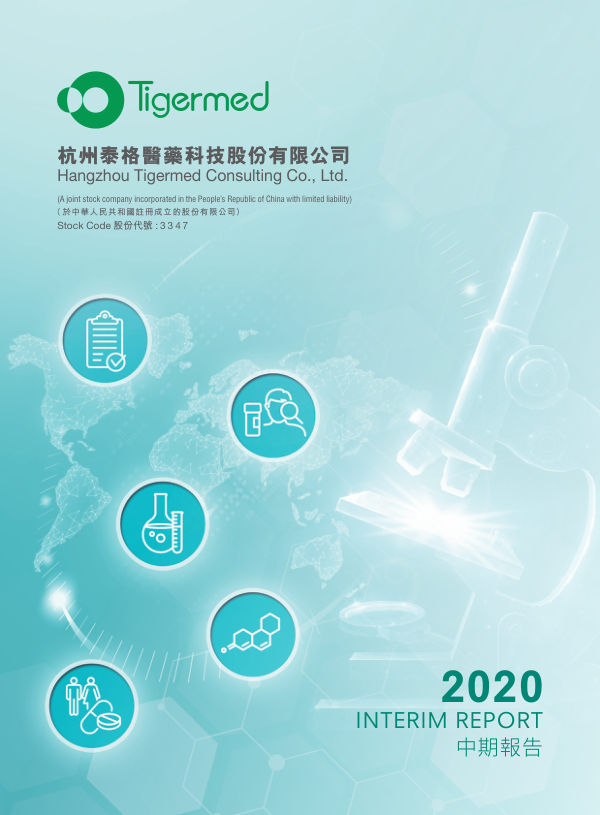 Tigermed
杭州泰格醫藥科技股份有限公司
Hangzhou Tigermed Consulting Co., Ltd.
(A joint stock company incorporated in the People's Republic of China with limited liability)
（於中華人民共和國註冊成立的股份有限公司）
Stock Code 股份代號 : 3347
2020
INTERIM REPORT
中期報告